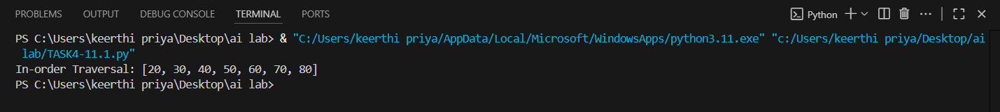 PROBLEMS OUTPUT DEBUG CONSOLE TERMINAL PORTS Python
PS C:\Users\keerthi priya\Desktop\ai lab> & "C:/Users/keerthi priya/AppData/Local/Microsoft/WindowsApps/python3.11.exe" "c:/Users/keerthi priya/Desktop/ai
lab/TASK4-11.1.py"
In-order Traversal: [20, 30, 40, 50, 60, 70, 80]
PS C:\Users\keerthi priya\Desktop\ai lab>